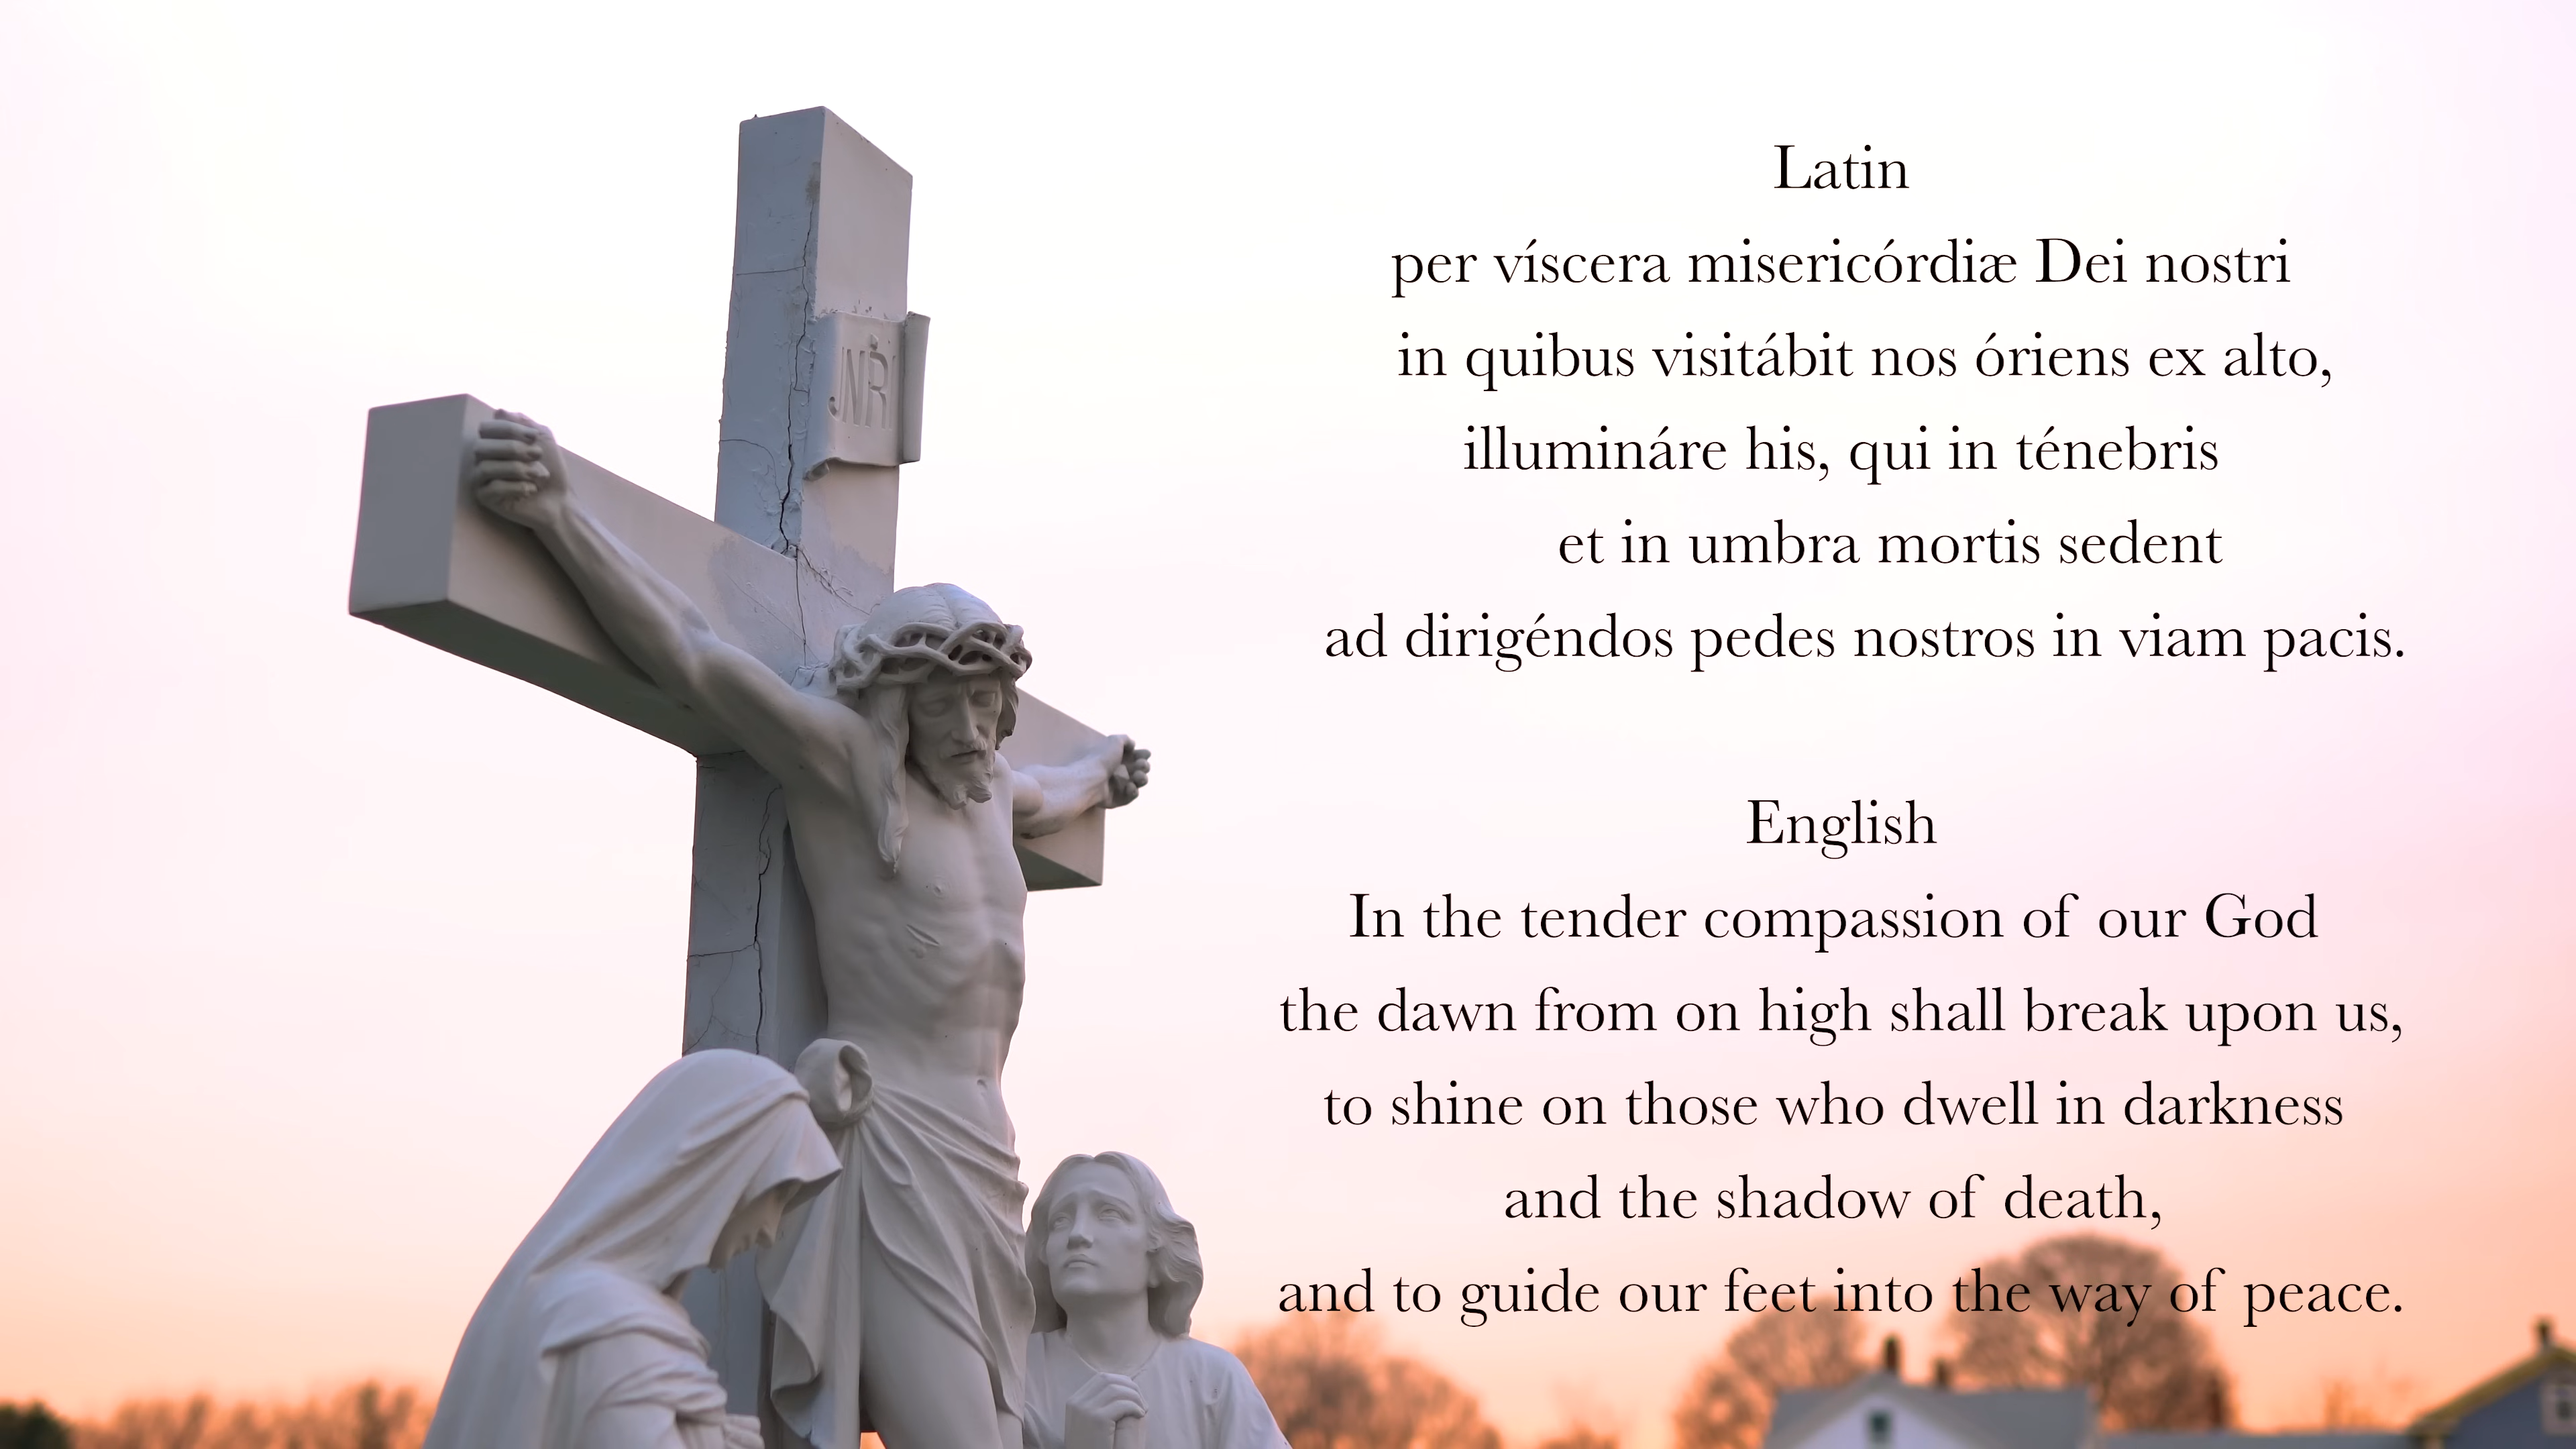 JNRI
Latin
per víscera misericórdiæ Dei nostri
in quibus visitábit nos óriens ex alto,
illumináre his, qui in ténebris
et in umbra mortis sedent
ad dirigéndos pedes nostros in viam pacis.
English
In the tender compassion of our God
the dawn from on high shall break upon us,
to shine on those who dwell in darkness
and the shadow of death,
and to guide our feet into the way of peace.